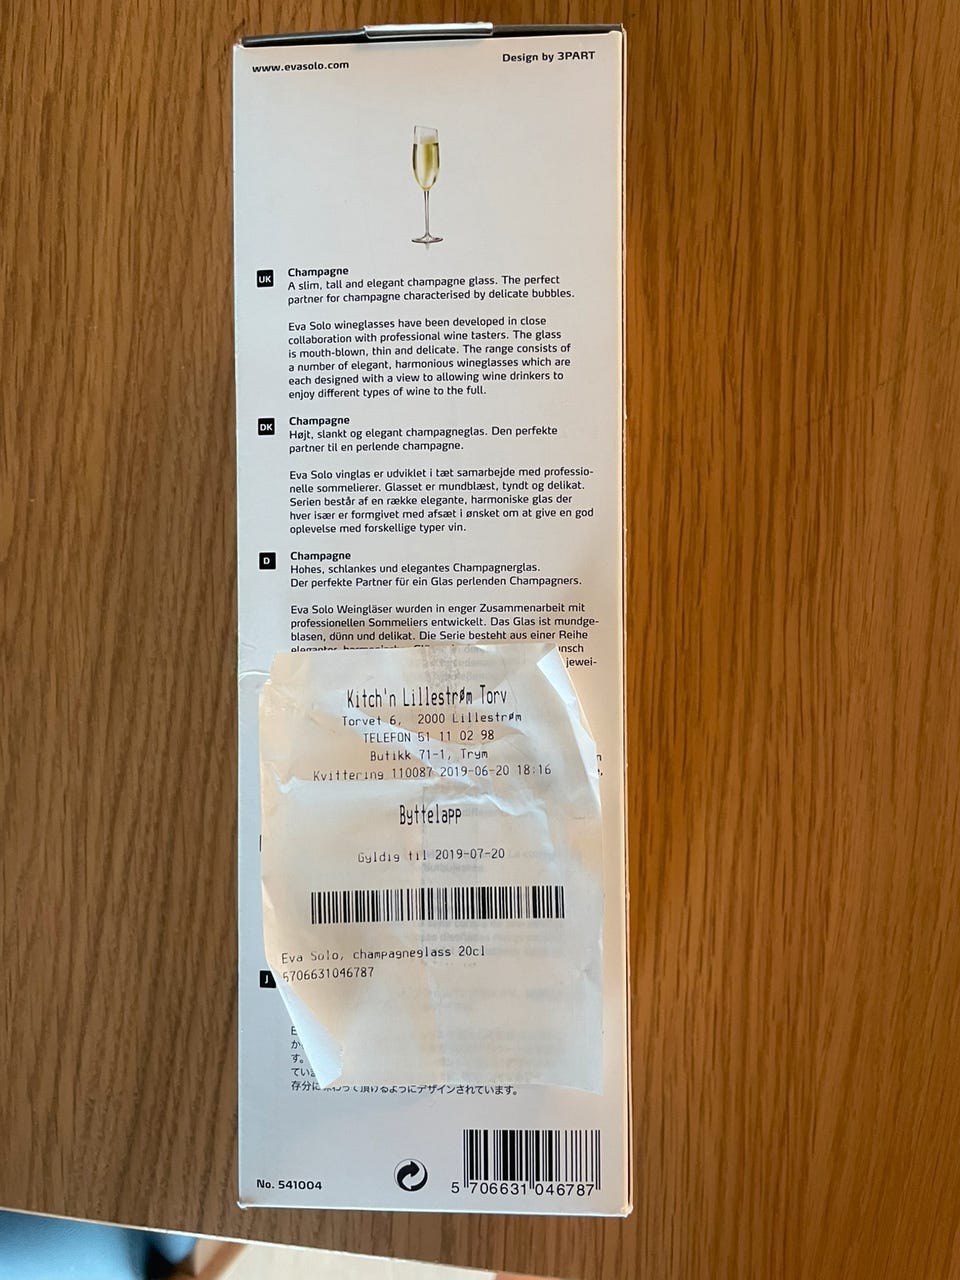 www.evasolo.com
Design by 3PART
UK
Champagne
A slim, tall and elegant champagne glass. The perfect
partner for champagne characterised by delicate bubbles.
Eva Solo wineglasses have been developed in close
collaboration with professional wine tasters. The glass
is mouth-blown, thin and delicate. The range consists of
a number of elegant, harmonious wineglasses which are
each designed with a view to allowing wine drinkers to
enjoy different types of wine to the full.
DK
Champagne
Højt, slankt og elegant champagneglas. Den perfekte
partner til en perlende champagne.
Eva Solo vinglas er udviklet i tæt samarbejde med professio-
nelle sommelierer. Glasset er mundblæst, tyndt og delikat.
Serien består af en række elegante, harmoniske glas der
hver især er formgivet med afsæt i ønsket om at give en god
oplevelse med forskellige typer vin.
D
Champagne
Hohes, schlankes und elegantes Champagnerglas.
Der perfekte Partner für ein Glas perlenden Champagners.
Eva Solo Weingläser wurden in enger Zusammenarbeit mit
professionellen Sommeliers entwickelt. Das Glas ist mundge-
blasen, dünn und delikat. Die Serie besteht aus einer Reihe
jewei-
Kitch'n Lillestrøm Torv
Torvet 6, 2000 Lillestrøm
TELEFON 51 11 02 98
Butikk 71-1, Trym
Kvittering 110087 2019-06-20 18:16
Byttelapp
Gyldig til 2019-07-20
Eva Solo, champagneglass 20cl
5706631046787
J
す。
頂けるようにデザインされています。
No. 541004
5 706631 046787